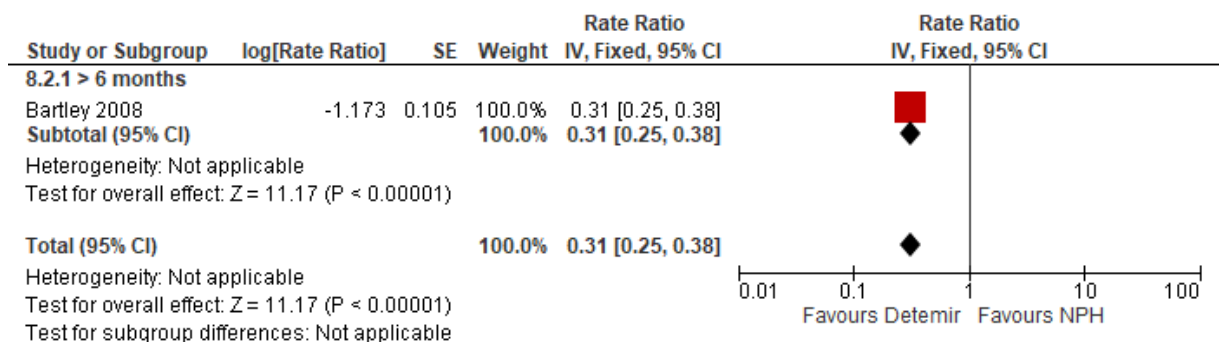 Rate Ratio Rate Ratio
Study or Subgroup log[Rate Ratio] SE Weight IV, Fixed, 95% CI IV, Fixed, 95% CI
8.2.1 > 6 months
Bartley 2008 -1.173 0.105 100.0% 0.31 [0.25, 0.38]
Subtotal (95% CI) 100.0% 0.31 [0.25, 0.38]
Heterogeneity: Not applicable
Test for overall effect: Z = 11.17 (P < 0.00001)
Total (95% CI) 100.0% 0.31 [0.25, 0.38]
Heterogeneity: Not applicable
Test for overall effect: Z = 11.17 (P < 0.00001)
Test for subgroup differences: Not applicable
0.01 0.1 1 10 100
Favours Detemir Favours NPH